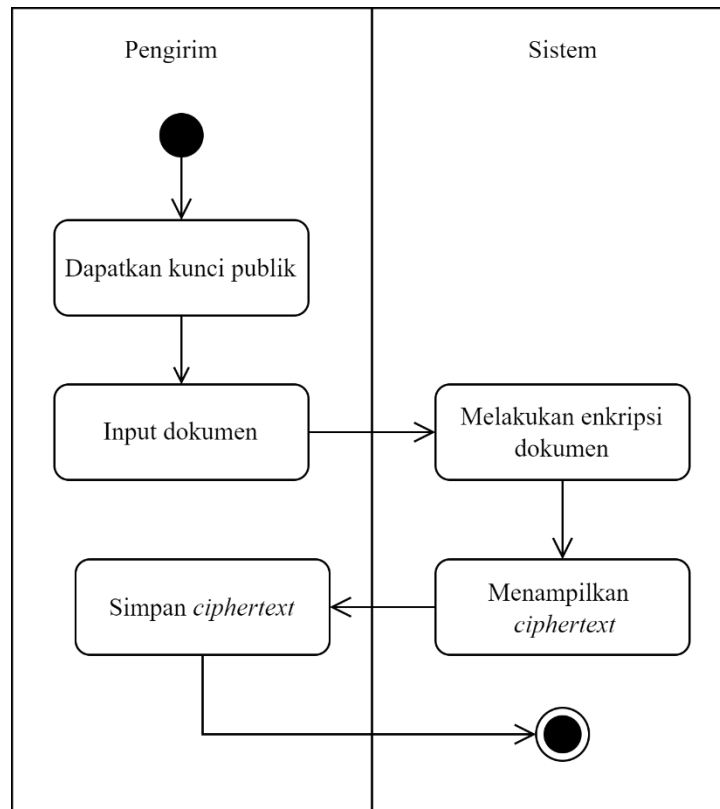 Pengirim
Sistem
Dapatkan kunci publik
Input dokumen
Melakukan enkripsi
dokumen
Menampilkan
ciphertext
Simpan ciphertext